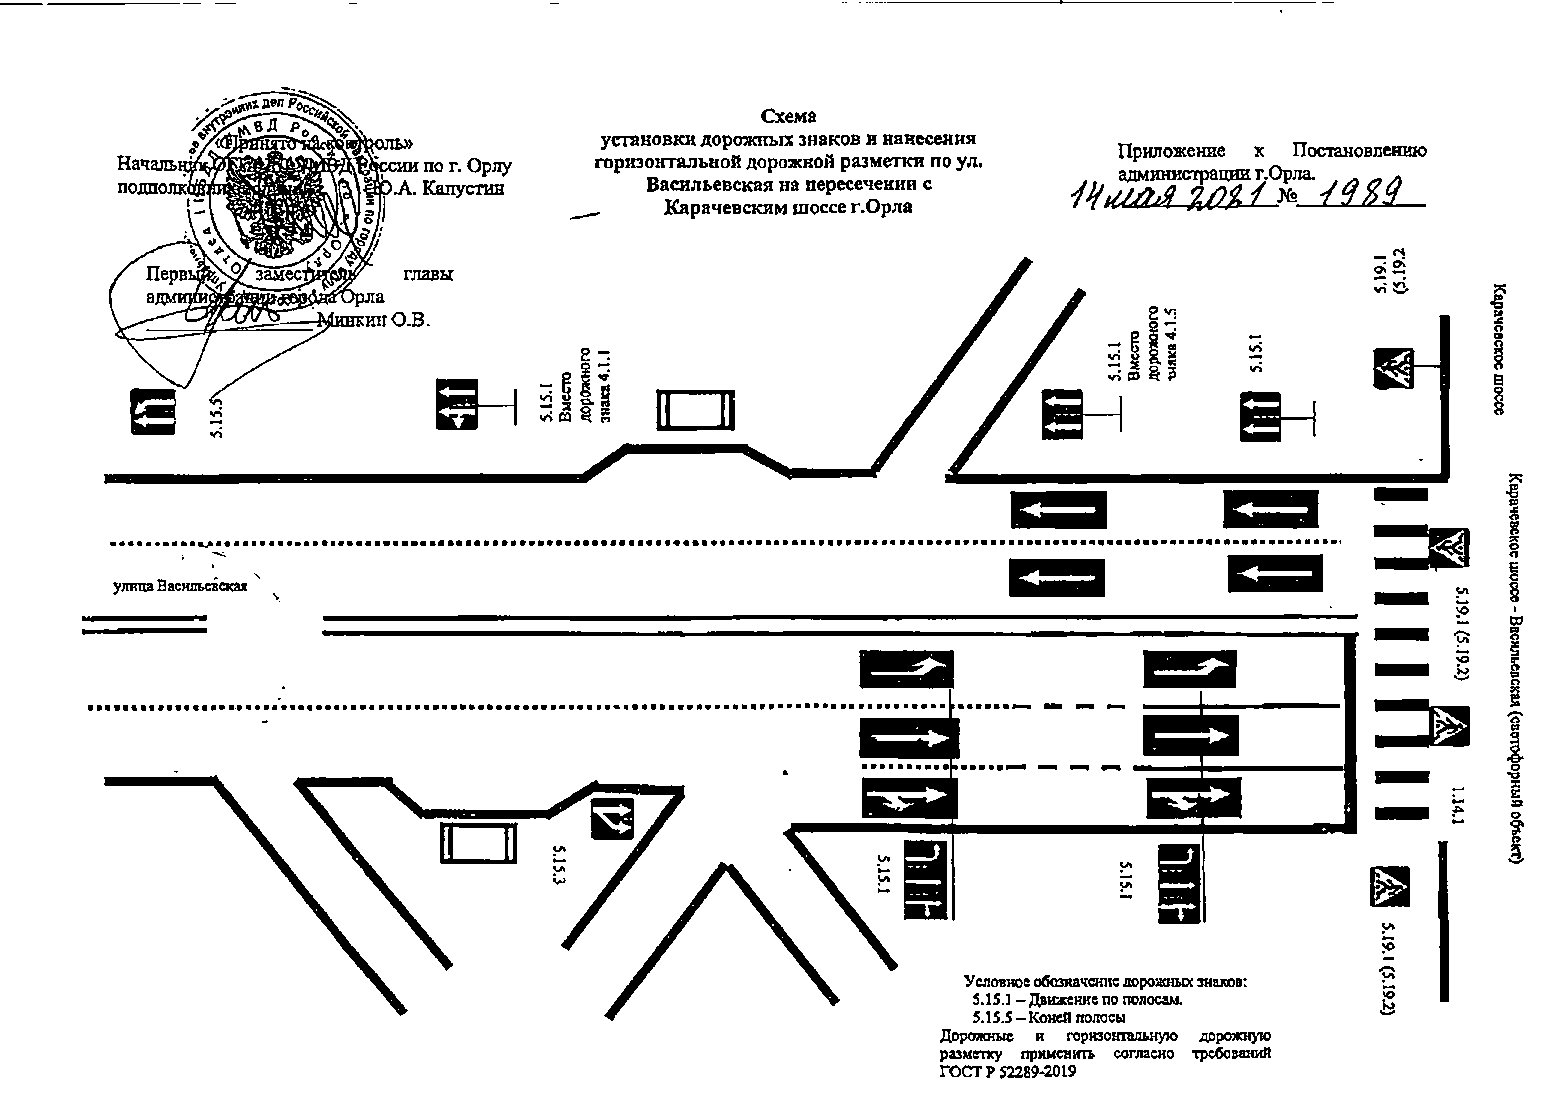 «Принято на контроль»
Начальник ОГИБДД УМВД России по г. Орлу
подполковник Ю.А. Капустин
Первый заместитель главы
администрации города Орла
Минкин О.В.
Схема
установки дорожных знаков и нанесения
горизонтальной дорожной разметки по ул.
Васильевская на пересечении с
Карачевским шоссе г.Орла
Приложение к Постановлению
администрации г.Орла.
14 мая 2021 № 1989
5.15.5
5.15.1
Вместо
дорожного
знака 4.1.1
5.15.1
Вместо
дорожного
знака 4.1.5
5.15.1
5.19.1
(5.19.2
Карачевское шоссе
улица Васильевская
5.19.1 (5.19.2)
Карачевское шоссе – Васильевская (светофорный объект)
1.14.1
5.15.3
5.15.1
5.15.1
5.19.1 (5.19.2)
Условное обозначение дорожных знаков:
5.15.1 – Движение по полосам.
5.15.5 – Коней полосы
Дорожные и горизонтальную дорожную
разметку применить согласно требований
ГОСТ Р 52289-2019